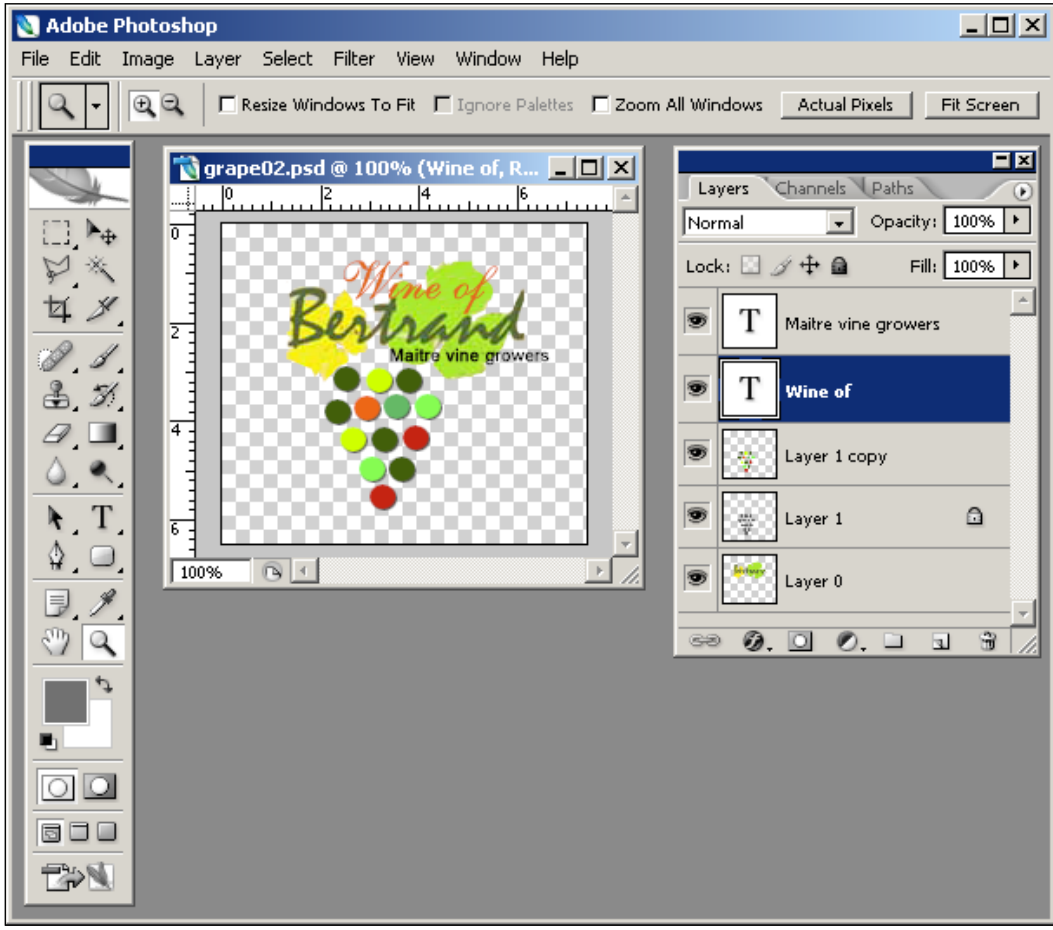 Adobe Photoshop
File Edit Image Layer Select Filter View Window Help
Resize Windows To Fit Ignore Palettes Zoom All Windows Actual Pixels Fit Screen
grape02.psd @ 100% (Wine of, R...
0 2 4 6
0
2
4
6
Wine of
Bertrand
Maitre vine growers
100%
Layers Channels Paths
Normal Opacity: 100%
Lock: Fill: 100%
T Maitre vine growers
T Wine of
Layer 1 copy
Layer 1
Bertrand
Layer 0
T